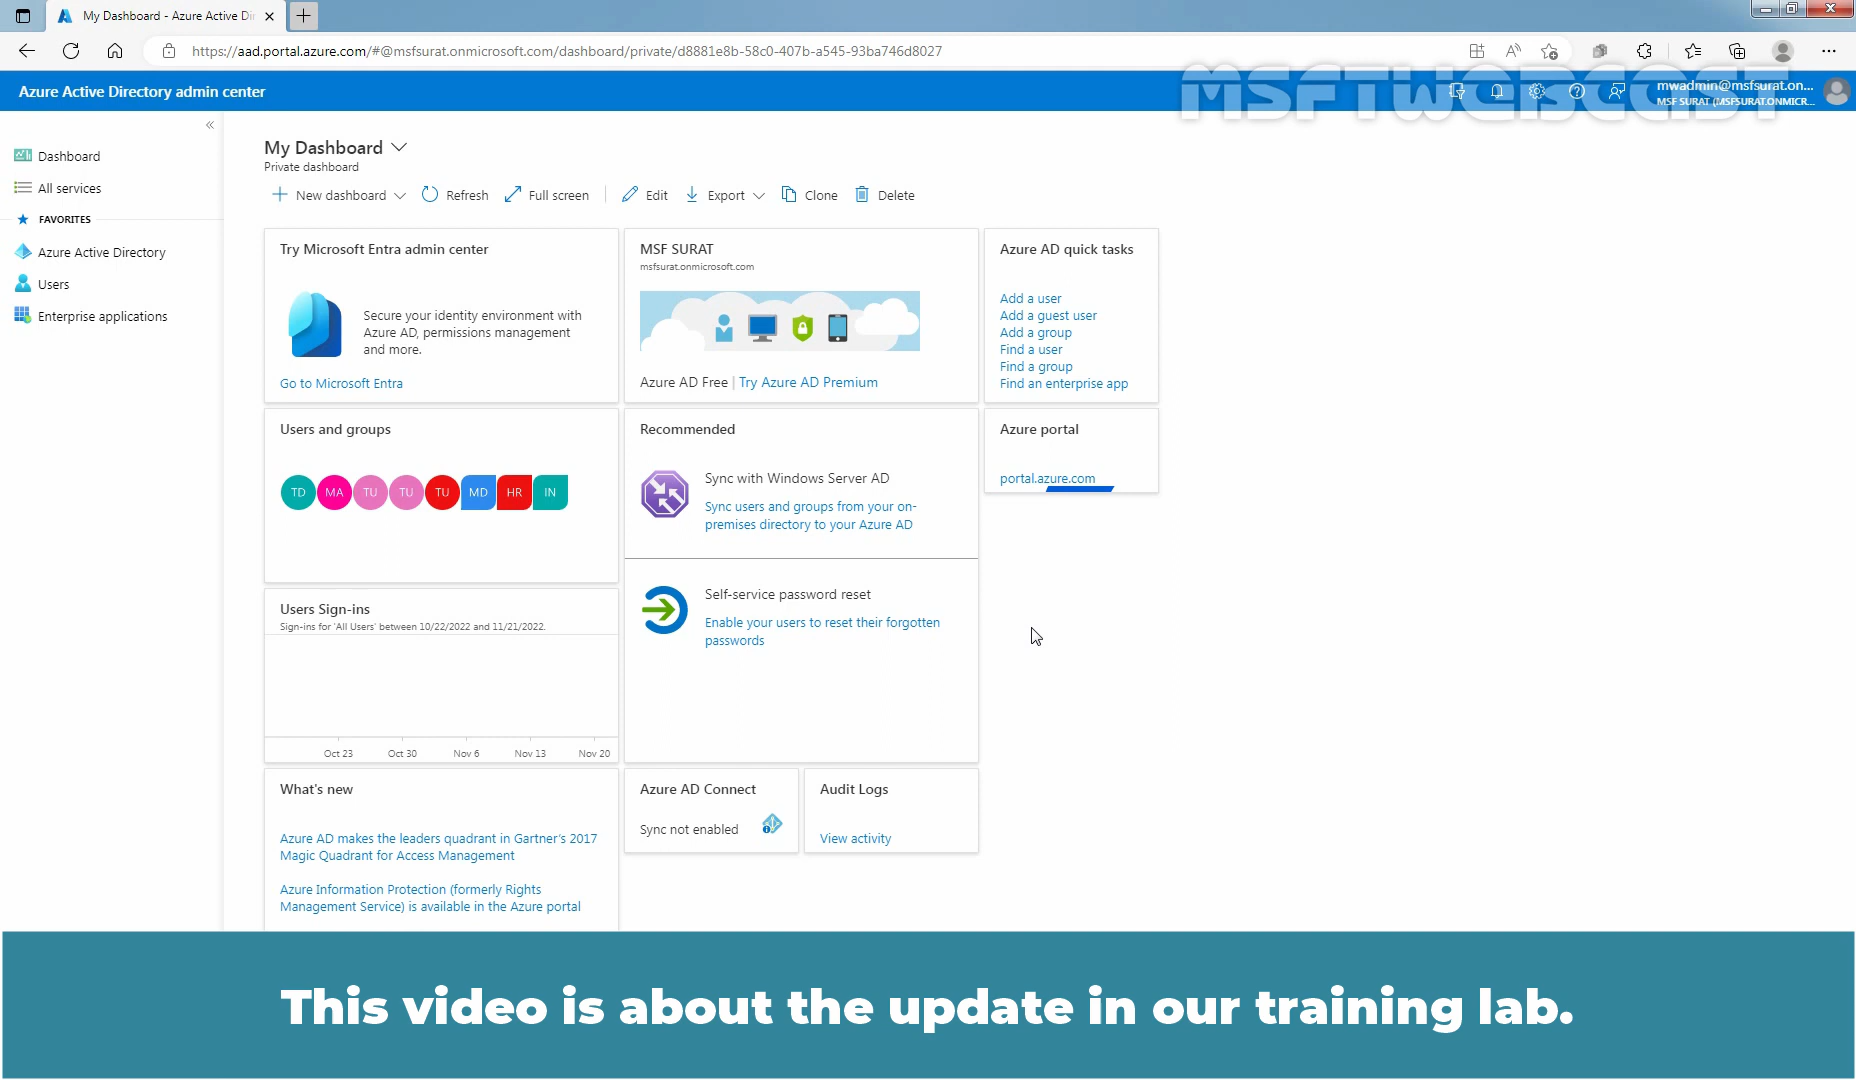 My Dashboard - Azure Active Di
https://aad.portal.azure.com/#@msfsurat.onmicrosoft.com/dashboard/private/d8881e8b-58c0-407b-a545-93ba746d8027
MSFTWEBCAST
Azure Active Directory admin center
mwadmin@msfsurat.on...
MSF SURAT (MSFSURAT.ONMICR...
Dashboard
All services
FAVORITES
Azure Active Directory
Users
Enterprise applications
My Dashboard
Private dashboard
New dashboard
Refresh
Full screen
Edit
Export
Clone
Delete
Try Microsoft Entra admin center
Secure your identity environment with
Azure AD, permissions management
and more.
Go to Microsoft Entra
MSF SURAT
msfsurat.onmicrosoft.com
Azure AD Free | Try Azure AD Premium
Azure AD quick tasks
Add a user
Add a guest user
Add a group
Find a user
Find a group
Find an enterprise app
Users and groups
TD MA TU TU TU MD HR IN
Recommended
Sync with Windows Server AD
Sync users and groups from your on-
premises directory to your Azure AD
Self-service password reset
Enable your users to reset their forgotten
passwords
Azure portal
portal.azure.com
Users Sign-ins
Sign-ins for 'All Users' between 10/22/2022 and 11/21/2022.
Oct 23 Oct 30 Nov 6 Nov 13 Nov 20
What's new
Azure AD makes the leaders quadrant in Gartner's 2017
Magic Quadrant for Access Management
Azure Information Protection (formerly Rights
Management Service) is available in the Azure portal
Azure AD Connect
Sync not enabled
Audit Logs
View activity
This video is about the update in our training lab.